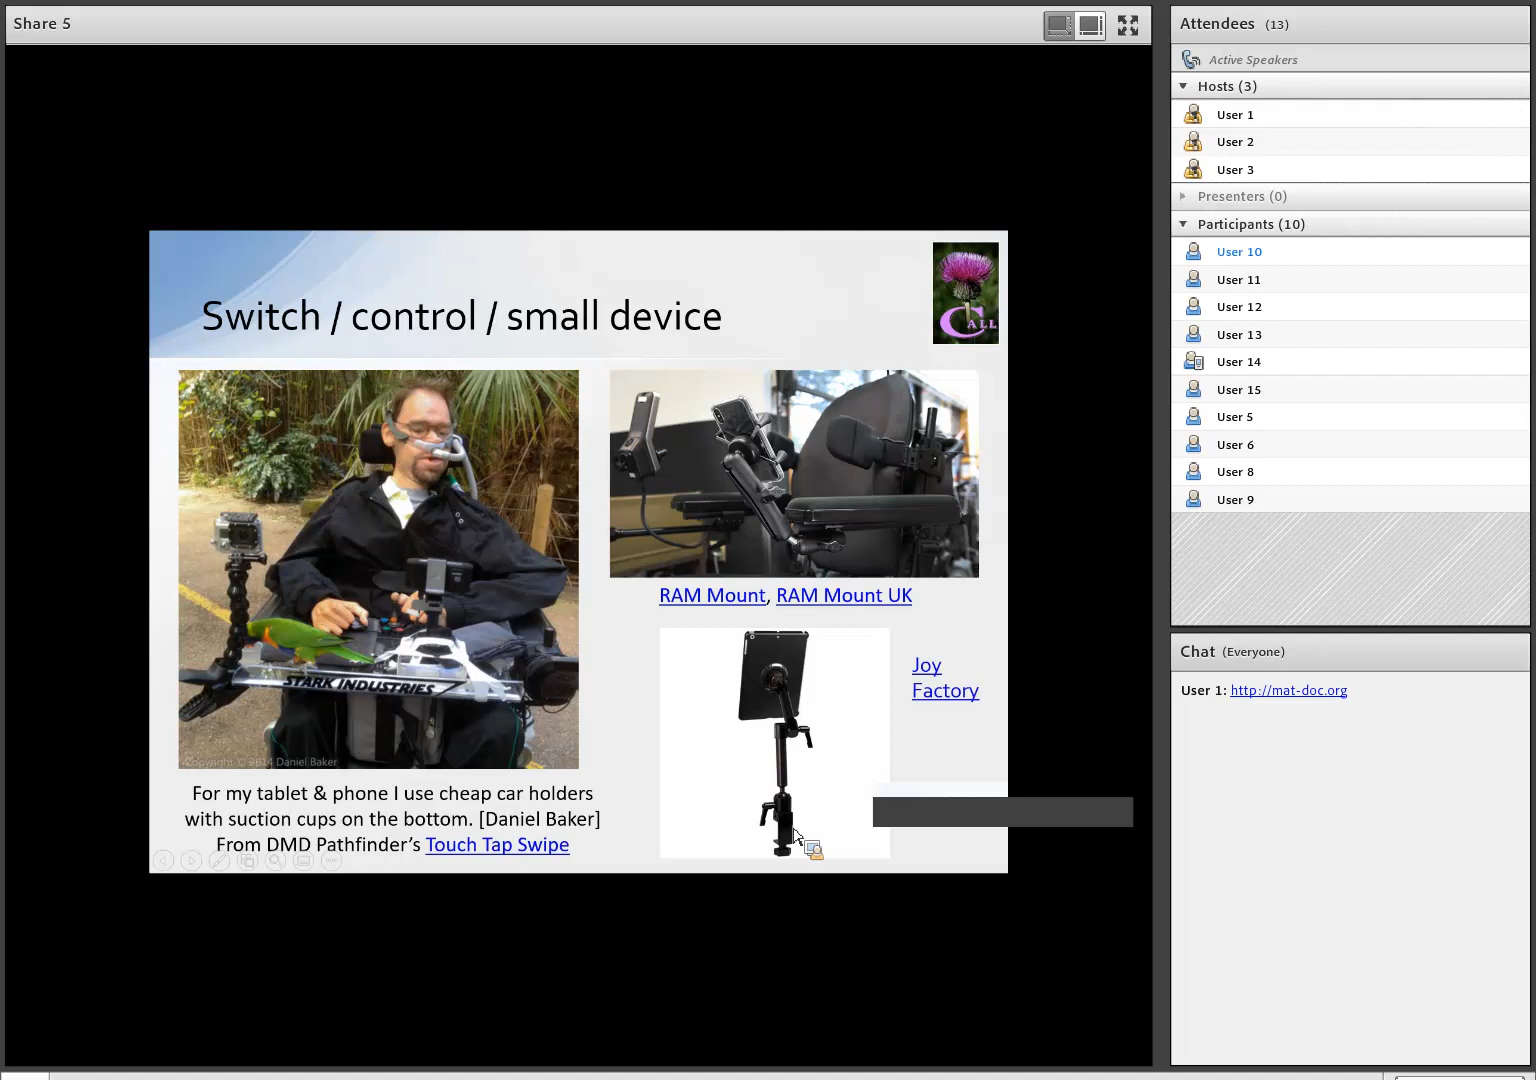 Share 5
Switch / control / small device
CALL
STARK INDUSTRIES
Copyright © 2014 Daniel Baker
For my tablet & phone I use cheap car holders
with suction cups on the bottom. [Daniel Baker]
From DMD Pathfinder’s Touch Tap Swipe
RAM Mount, RAM Mount UK
Joy
Factory
Attendees (13)
Active Speakers
Hosts (3)
User 1
User 2
User 3
Presenters (0)
Participants (10)
User 10
User 11
User 12
User 13
User 14
User 15
User 5
User 6
User 8
User 9
Chat (Everyone)
User 1: http://mat-doc.org